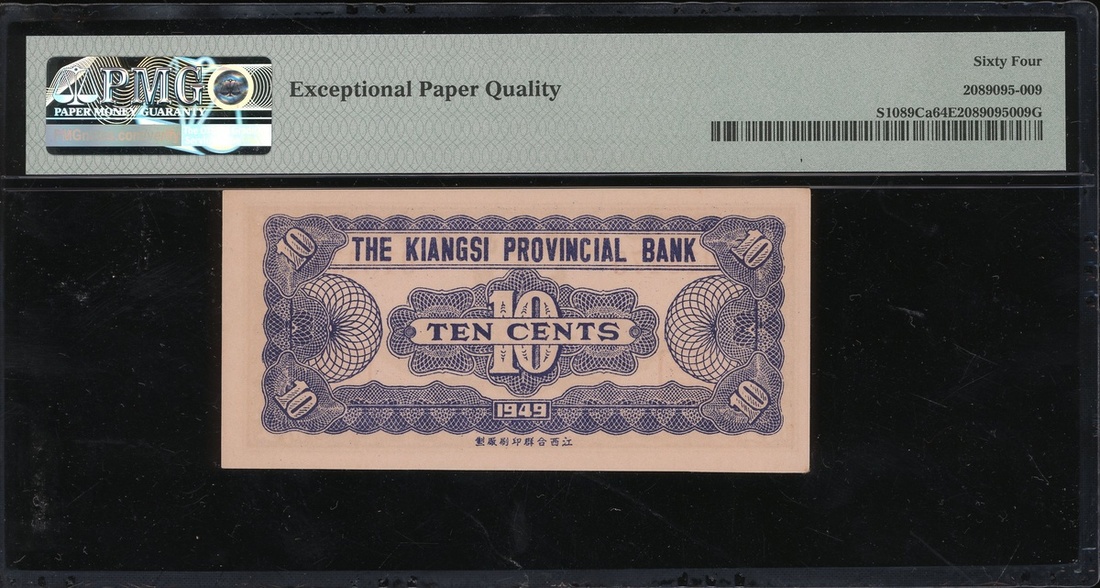 PMG
PAPER MONEY GUARANTY
Exceptional Paper Quality
Sixty Four
2089095-009
S1089Ca64E2089095009G
10
10
THE KIANGSI PROVINCIAL BANK
10
TEN CENTS
10
10
1949
製廠刷印群合西江